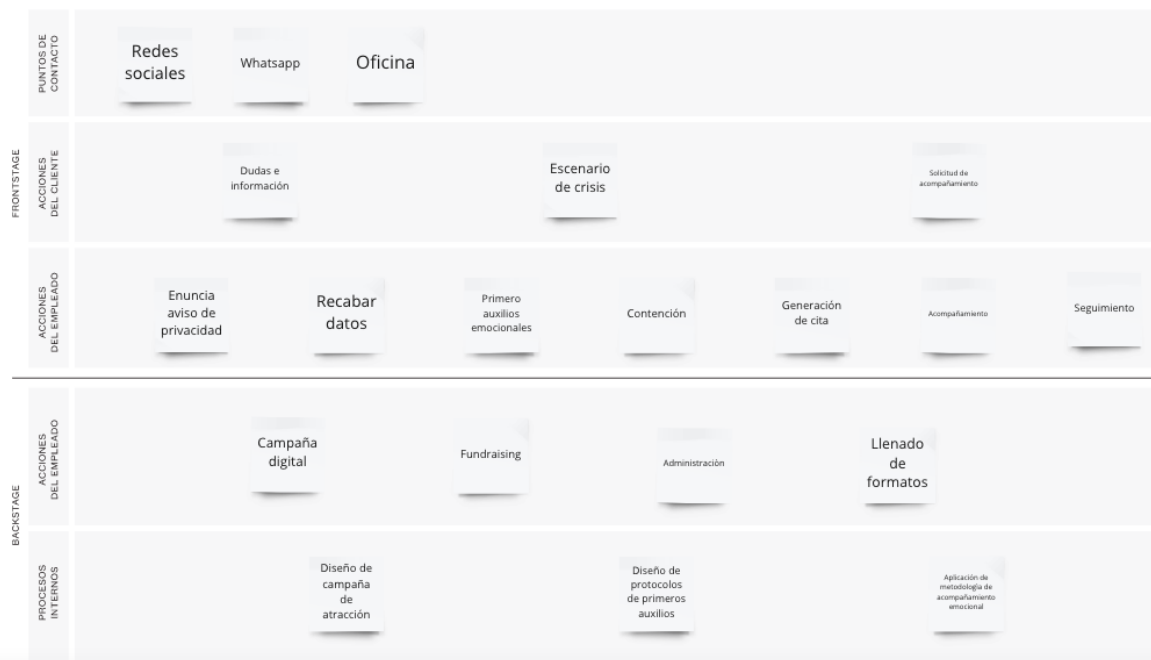 FRONTSTAGE
PUNTOS DE
CONTACTO
Redes
sociales
Whatsapp
Oficina
ACCIONES
DEL CLIENTE
Dudas e
información
Escenario
de crisis
Solicitud de
acompañamiento
ACCIONES
DEL EMPLEADO
Enuncia
aviso de
privacidad
Recabar
datos
Primero
auxilios
emocionales
Contención
Generación
de cita
Acompañamiento
Seguimiento
BACKSTAGE
ACCIONES
DEL EMPLEADO
Campaña
digital
Fundraising
Administraciòn
Llenado
de
formatos
PROCESOS
INTERNOS
Diseño de
campaña
de
atracción
Diseño de
protocolos
de primeros
auxilios
Aplicación de
metodología de
acompañamiento
emocional